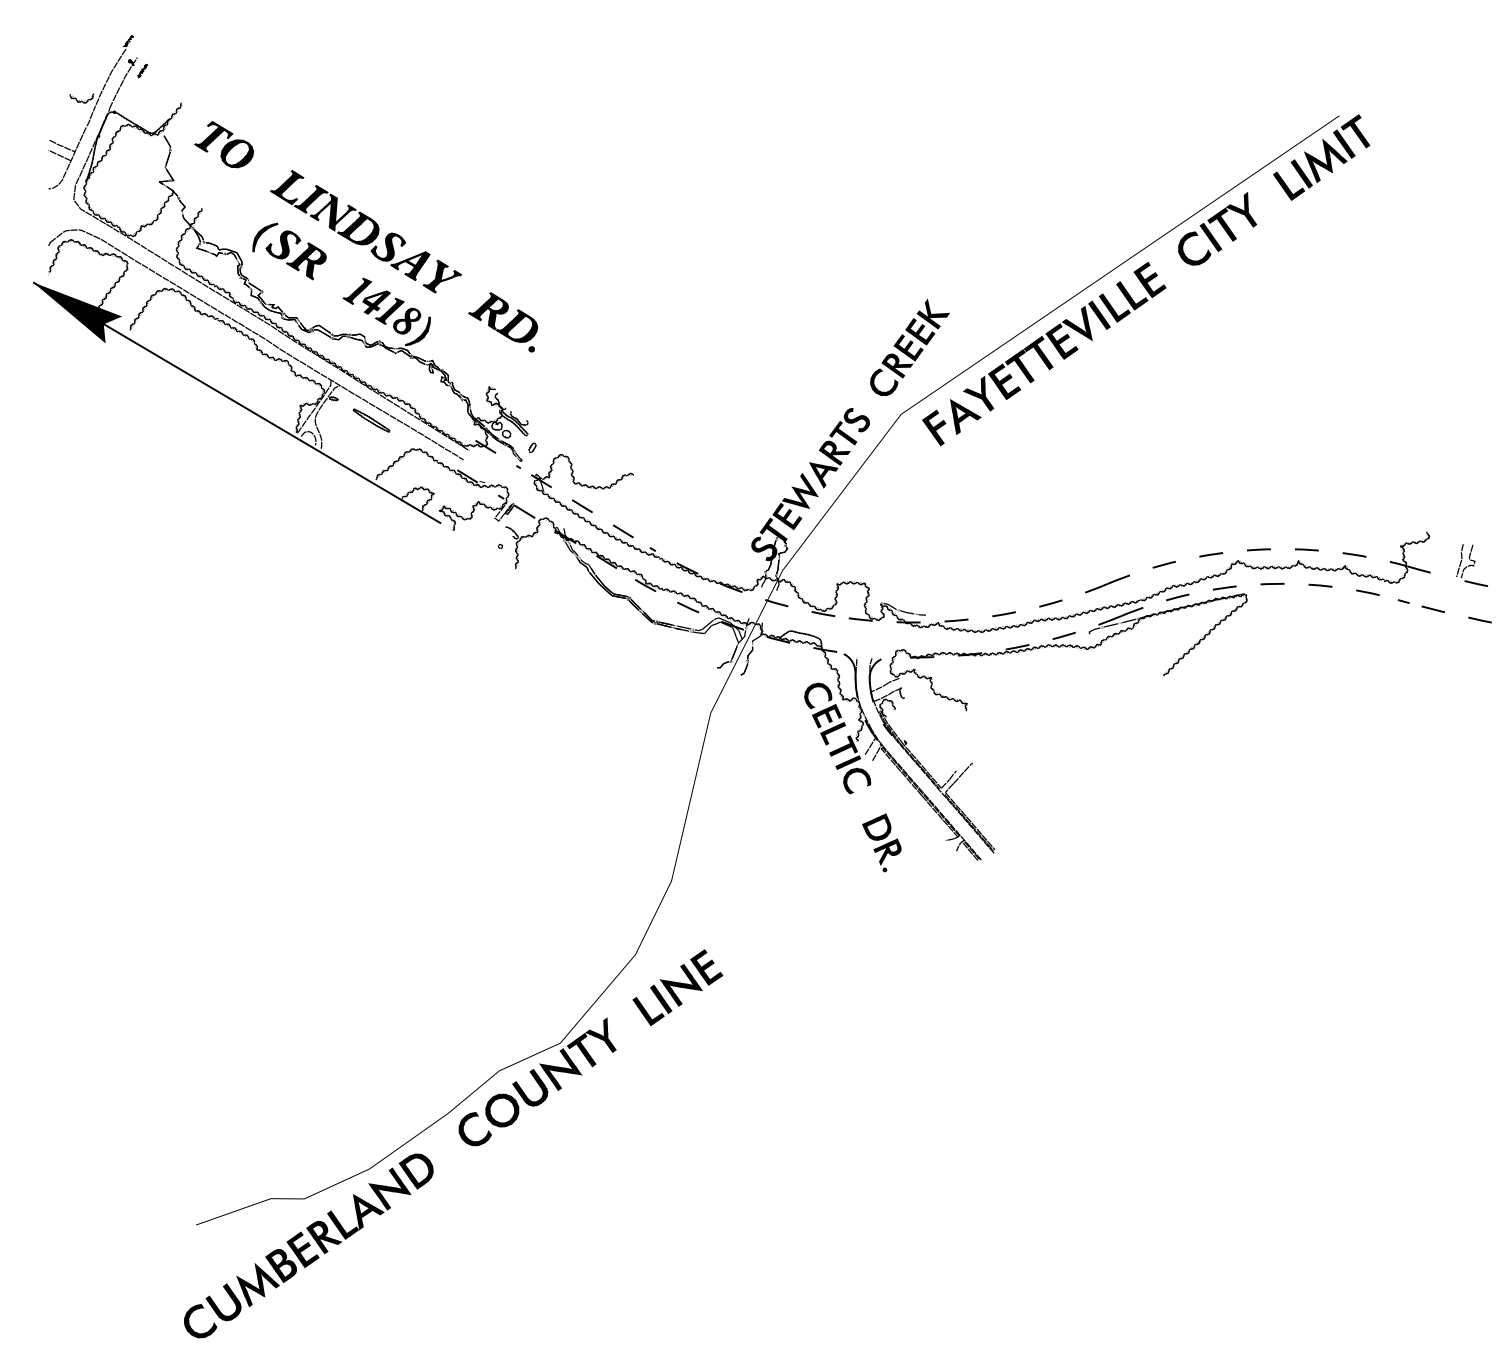 TO LINDSAY RD.
(SR 1418)
FAYETTEVILLE CITY LIMIT
STEWARTS CREEK
CELTIC DR.
CUMBERLAND COUNTY LINE